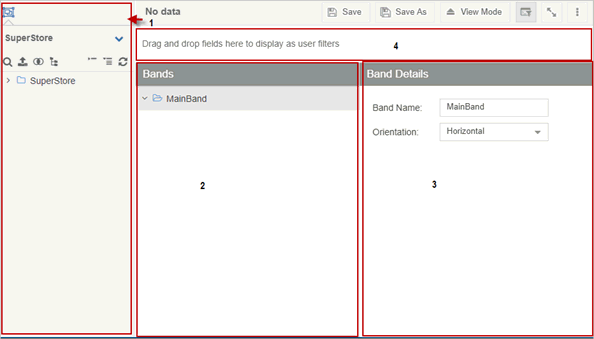 No data
Save
Save As
View Mode
1
SuperStore
Drag and drop fields here to display as user filters
4
SuperStore
Bands
MainBand
2
Band Details
Band Name: MainBand
Orientation: Horizontal
3